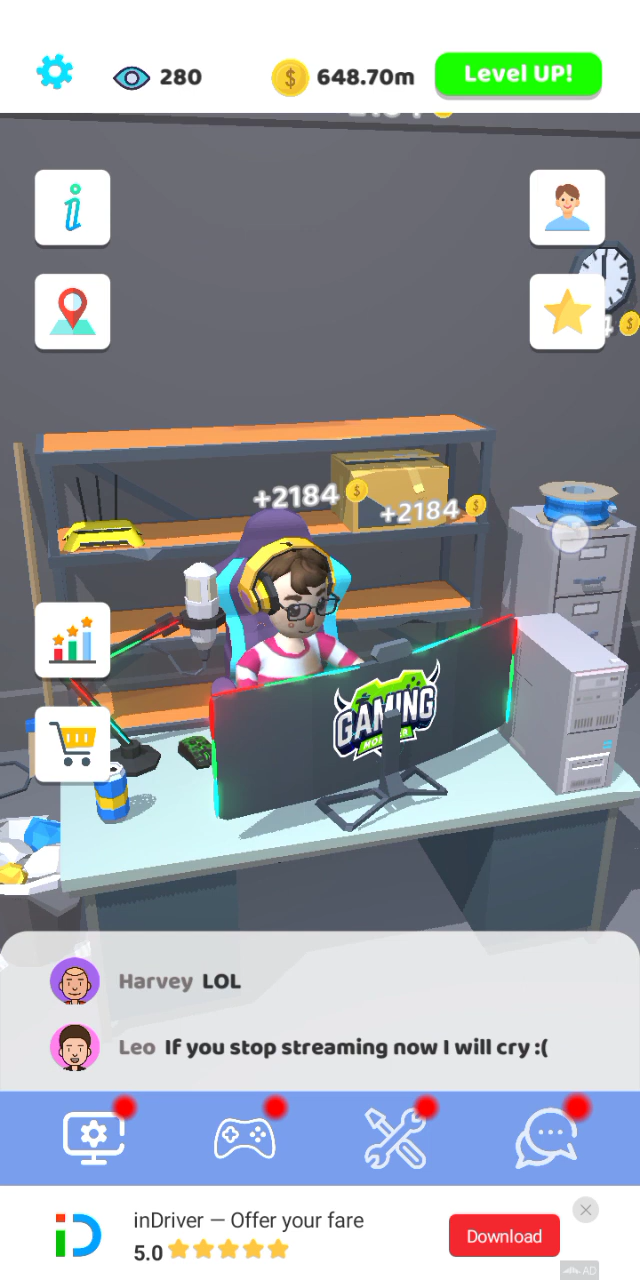 280
648.70m
Level UP!
+2184
+2184
GAMING
Harvey LOL
Leo If you stop streaming now I will cry :(
inDriver — Offer your fare
5.0
Download
AD